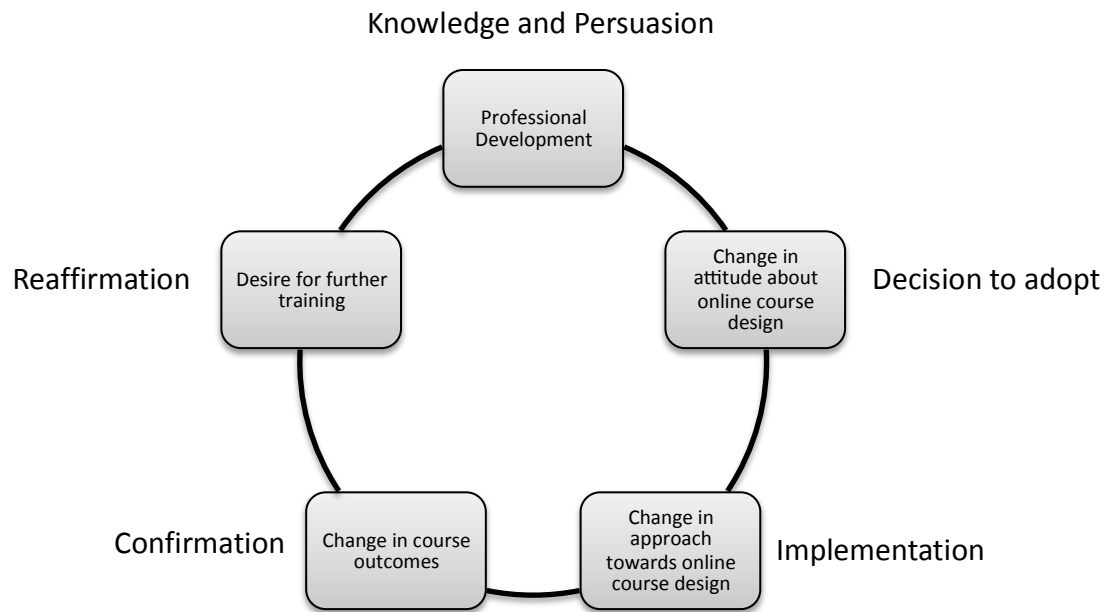 Knowledge and Persuasion
Professional
Development
Change in
attitude about
online course
design
Decision to adopt
Change in
approach
towards online
course design
Implementation
Change in course
outcomes
Confirmation
Desire for further
training
Reaffirmation